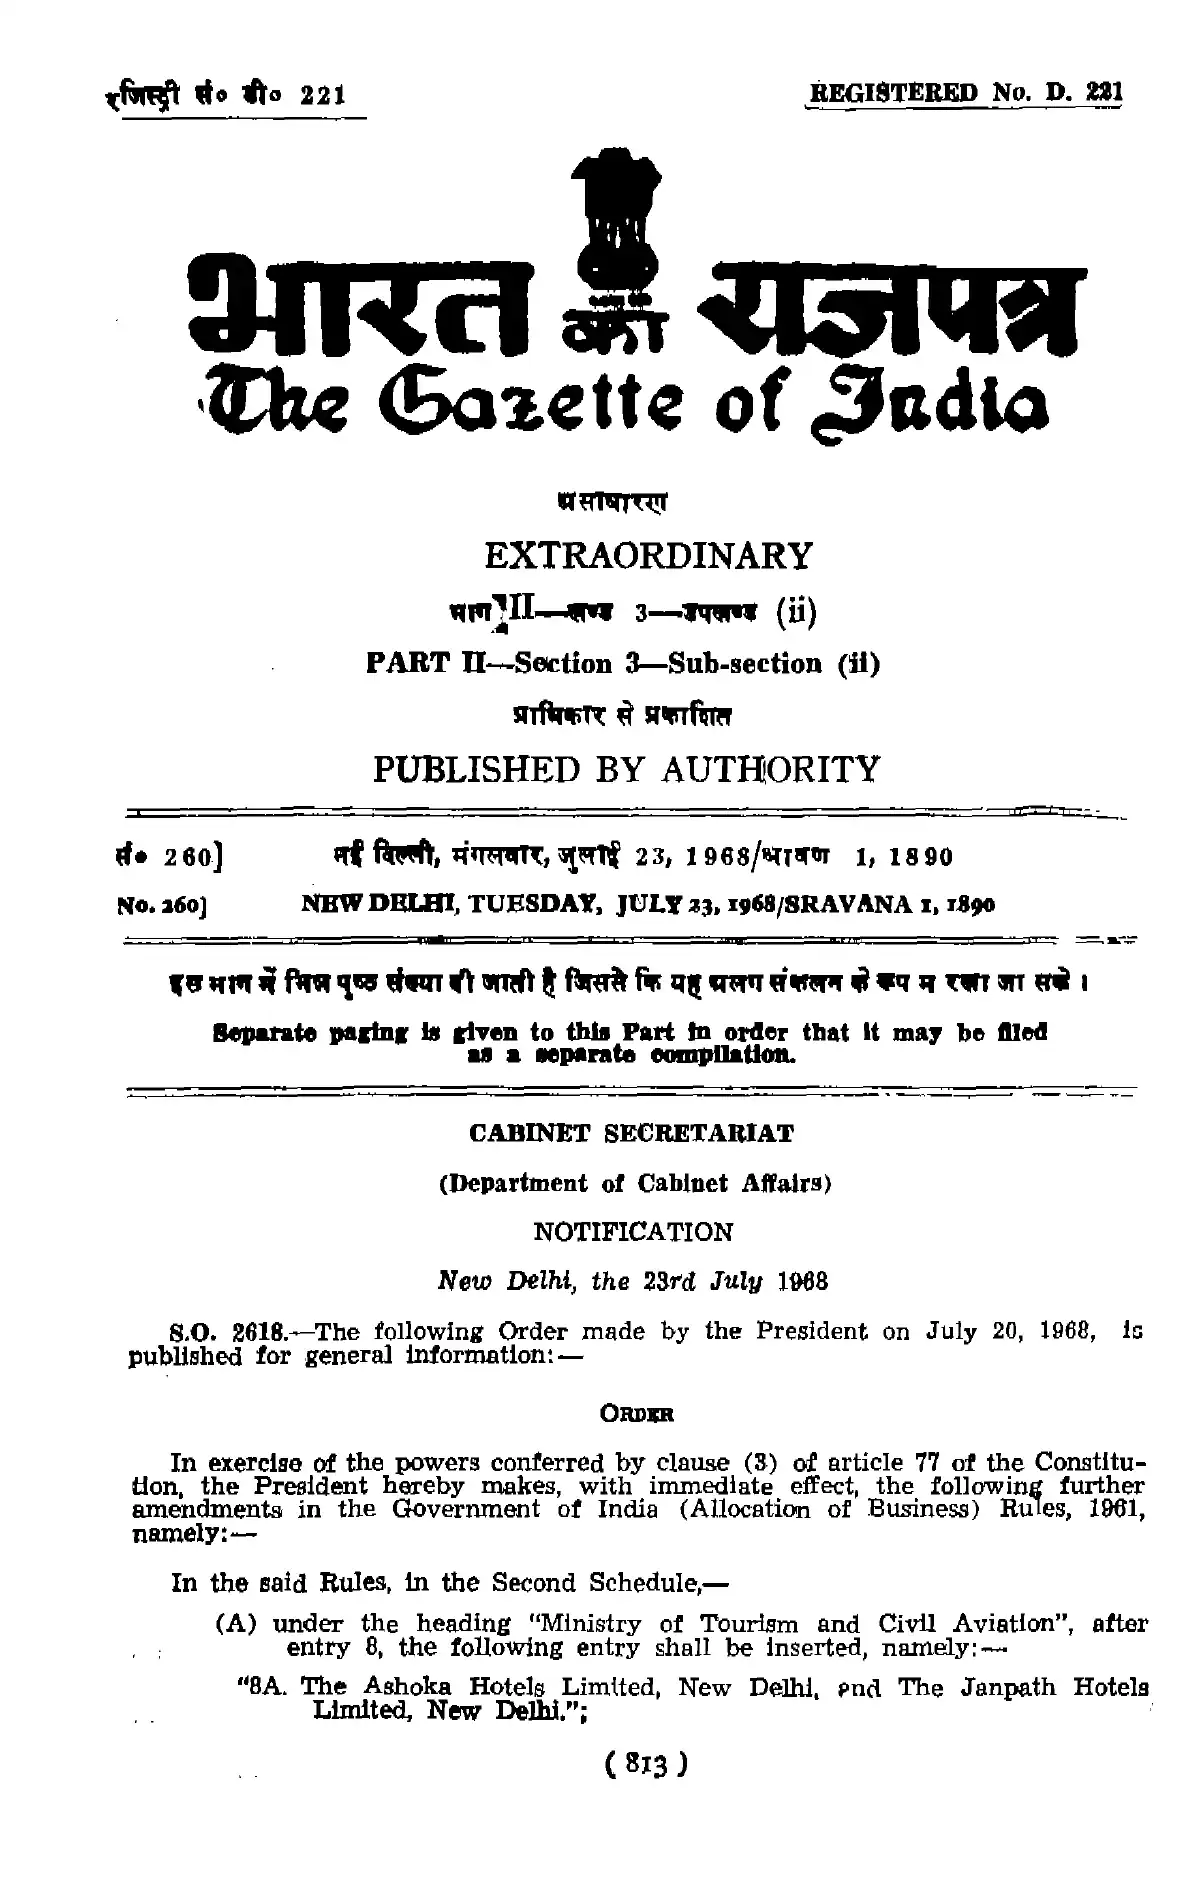 रजिस्ट्री सं० डी० 221
REGISTERED No. D. 221
भारत का राजपत्र
The Gazette of India
असाधारण
EXTRAORDINARY
भाग II—खण्ड 3—उपखण्ड (ii)
PART II—Section 3—Sub-section (ii)
प्राधिकार से प्रकाशित
PUBLISHED BY AUTHORITY
सं० 260]
नई दिल्ली, मंगलवार, जुलाई 23, 1968/श्रावण 1, 1890
No. 260]
NEW DELHI, TUESDAY, JULY 23, 1968/SRAVANA 1, 1890
इस भाग में भिन्न पृष्ठ संख्या दी जाती है जिससे कि यह अलग संकलन के रूप म रखा जा सके ।
Separate paging is given to this Part in order that it may be filed
as a separate compilation.
CABINET SECRETARIAT
(Department of Cabinet Affairs)
NOTIFICATION
New Delhi, the 23rd July 1968
S.O. 2618.—The following Order made by the President on July 20, 1968, is
published for general information:—
ORDER
In exercise of the powers conferred by clause (3) of article 77 of the Constitu-
tion, the President hereby makes, with immediate effect, the following further
amendments in the Government of India (Allocation of Business) Rules, 1961,
namely:—
In the said Rules, in the Second Schedule,—
(A) under the heading "Ministry of Tourism and Civil Aviation", after
entry 8, the following entry shall be inserted, namely:—
"8A. The Ashoka Hotels Limited, New Delhi, and The Janpath Hotels
Limited, New Delhi.";
( 813 )